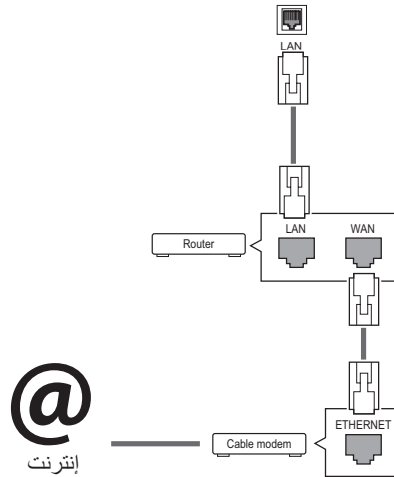 LAN
LAN WAN
Router
ETHERNET
Cable modem
@
إنترنت